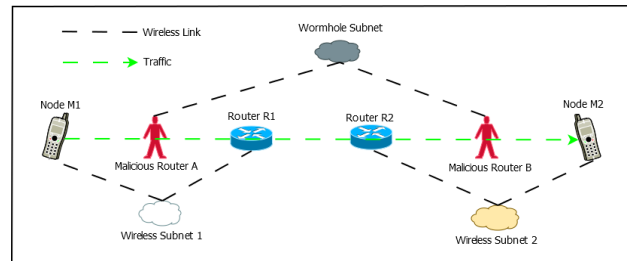 Wireless Link
Wormhole Subnet
Traffic
Node M1
Router R1
Router R2
Node M2
Malicious Router A
Malicious Router B
Wireless Subnet 1
Wireless Subnet 2